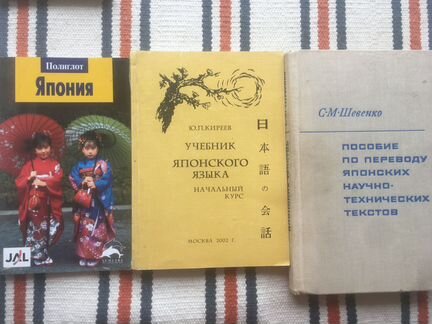 Полиглот
Япония
JAL
Ю.П.КИРЕЕВ
УЧЕБНИК
ЯПОНСКОГО
ЯЗЫКА
НАЧАЛЬНЫЙ
КУРС
日本語の会話
МОСКВА 2002 Г.
С·М·Шевенко
ПОСОБИЕ
ПО ПЕРЕВОДУ
ЯПОНСКИХ
НАУЧНО-
ТЕХНИЧЕСКИХ
ТЕКСТОВ